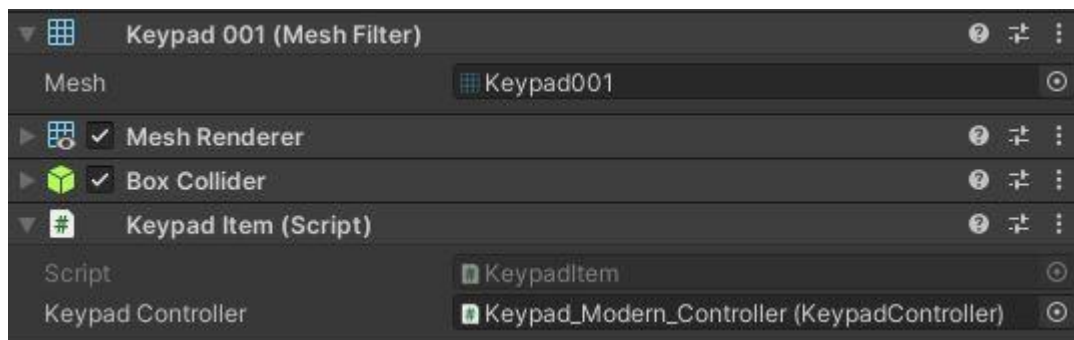 Keypad 001 (Mesh Filter)
Mesh Keypad001
Mesh Renderer
Box Collider
# Keypad Item (Script)
Script KeypadItem
Keypad Controller Keypad_Modern_Controller (KeypadController)